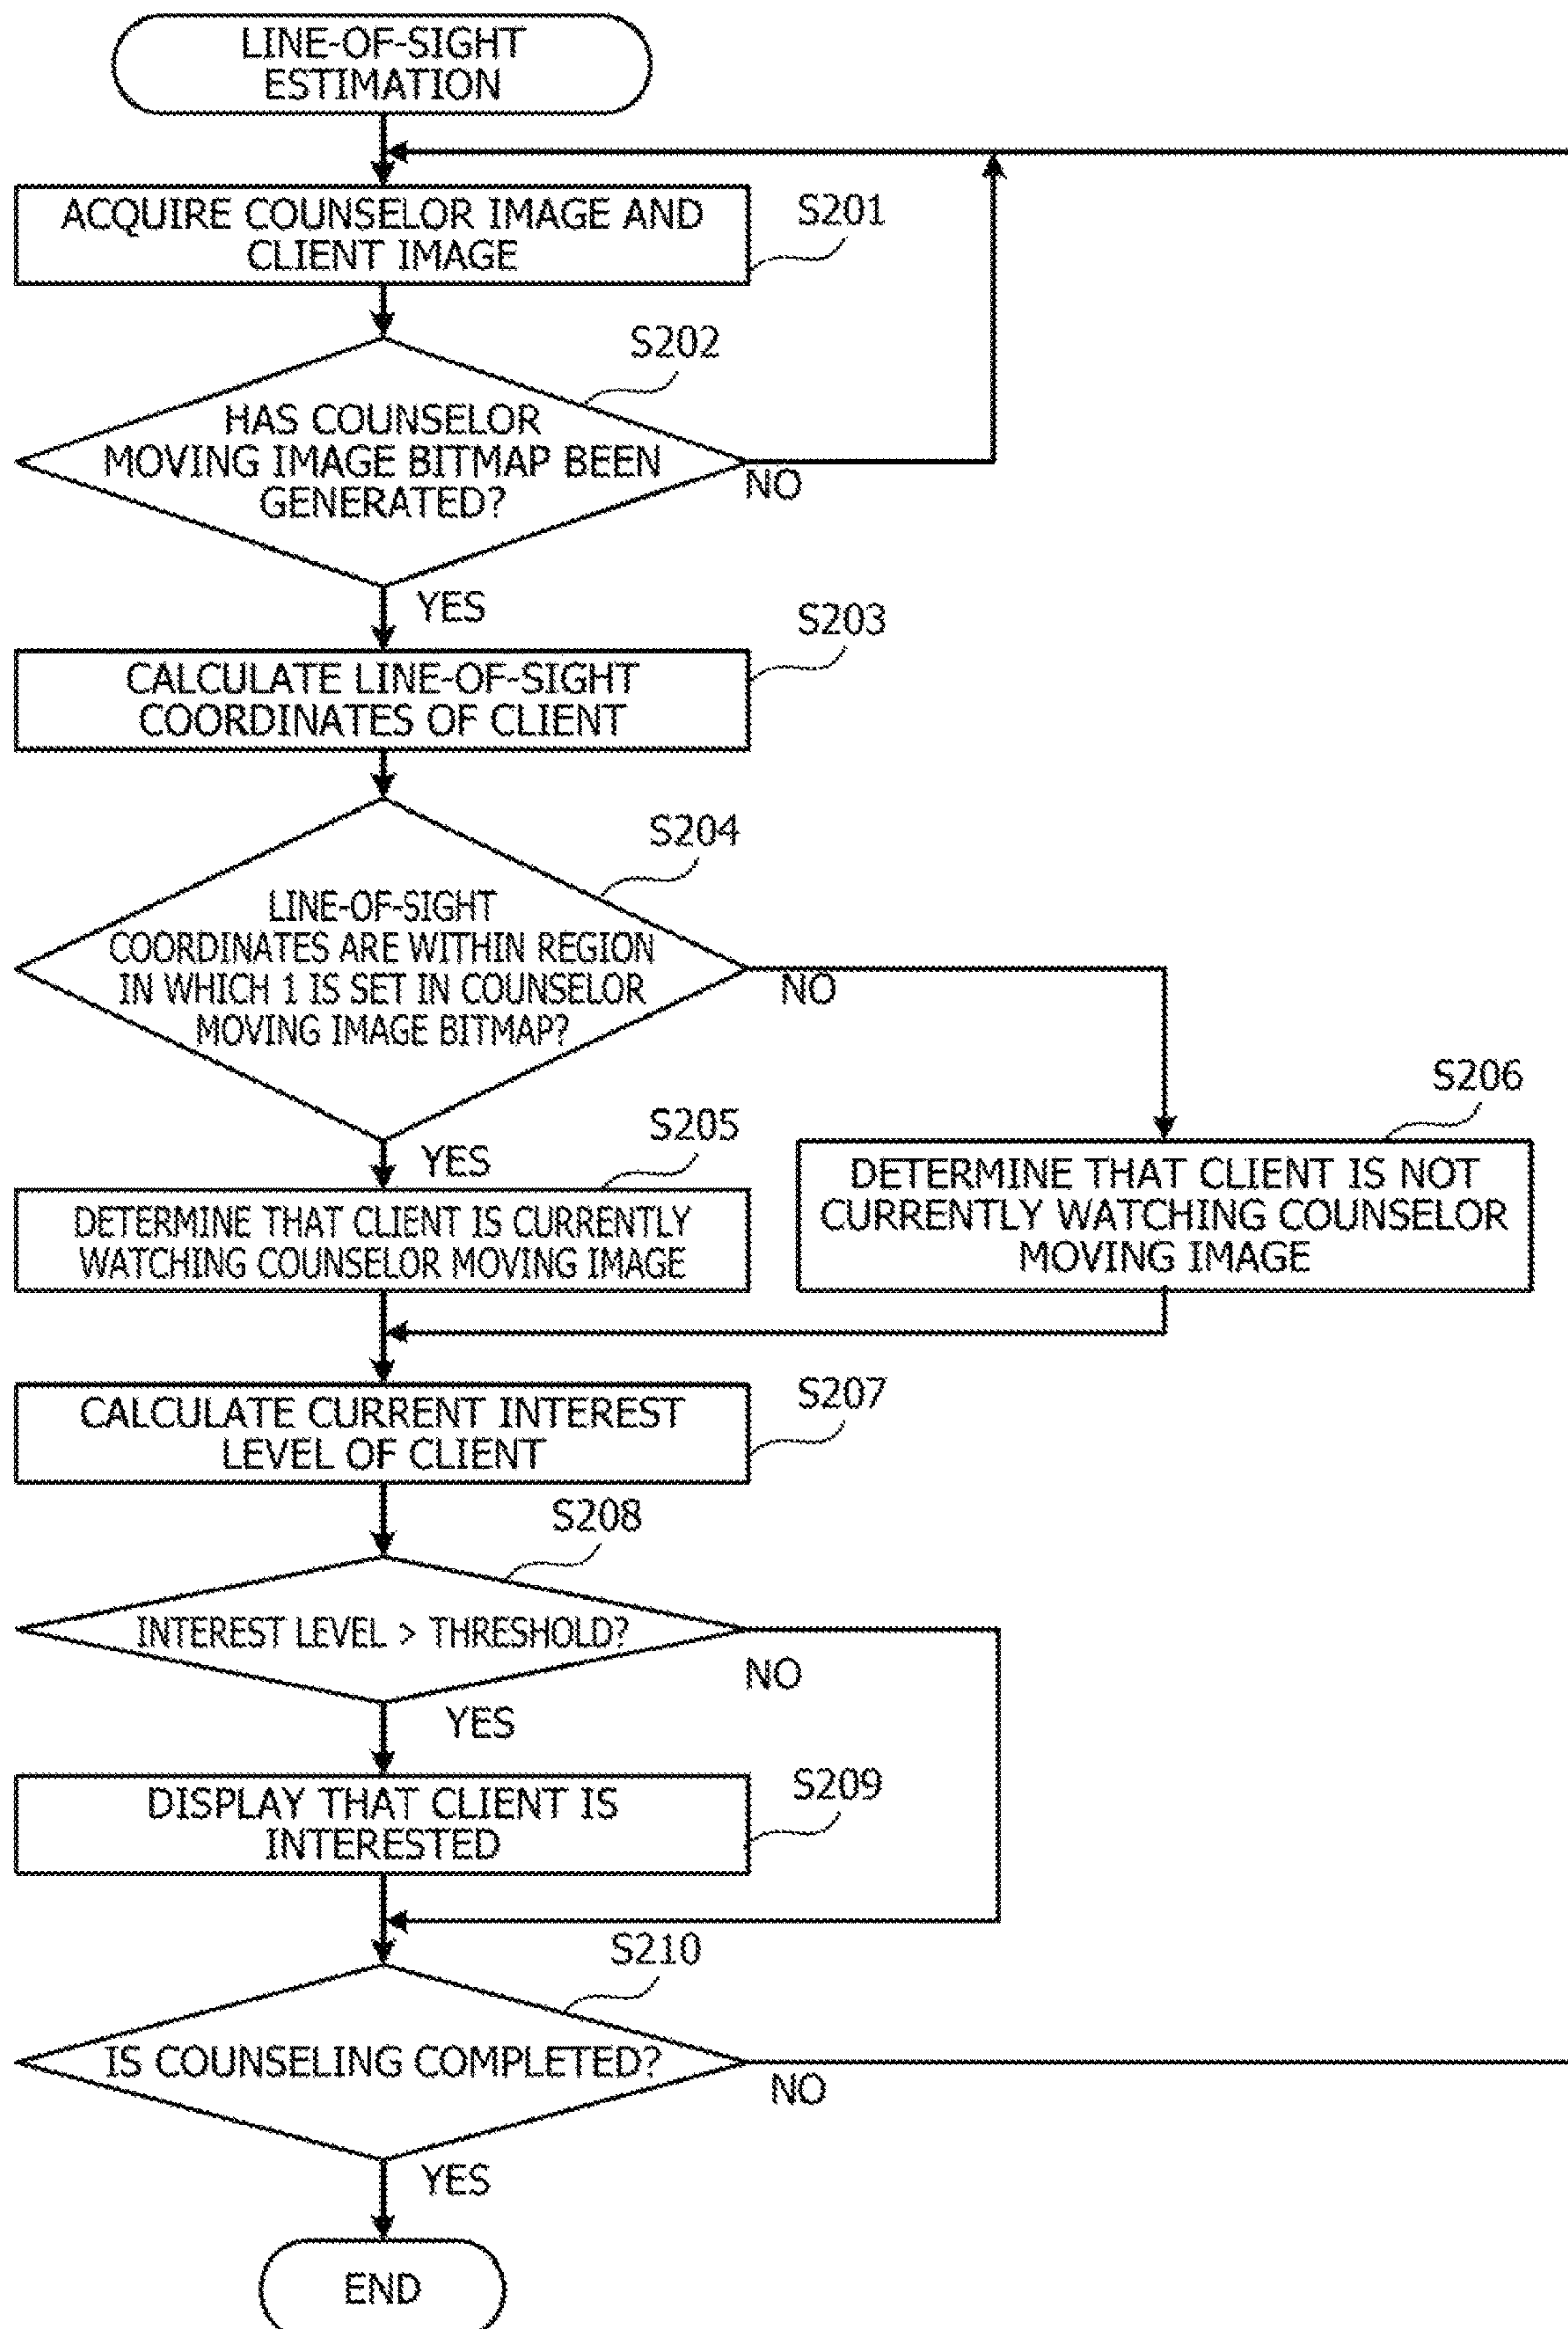 LINE-OF-SIGHT
ESTIMATION
ACQUIRE COUNSELOR IMAGE AND
CLIENT IMAGE
S201
S202
HAS COUNSELOR
MOVING IMAGE BITMAP BEEN
GENERATED?
NO
YES
S203
CALCULATE LINE-OF-SIGHT
COORDINATES OF CLIENT
S204
LINE-OF-SIGHT
COORDINATES ARE WITHIN REGION
IN WHICH 1 IS SET IN COUNSELOR
MOVING IMAGE BITMAP?
NO
YES
S205
DETERMINE THAT CLIENT IS CURRENTLY
WATCHING COUNSELOR MOVING IMAGE
S206
DETERMINE THAT CLIENT IS NOT
CURRENTLY WATCHING COUNSELOR
MOVING IMAGE
S207
CALCULATE CURRENT INTEREST
LEVEL OF CLIENT
S208
INTEREST LEVEL > THRESHOLD?
NO
YES
S209
DISPLAY THAT CLIENT IS
INTERESTED
S210
IS COUNSELING COMPLETED?
NO
YES
END